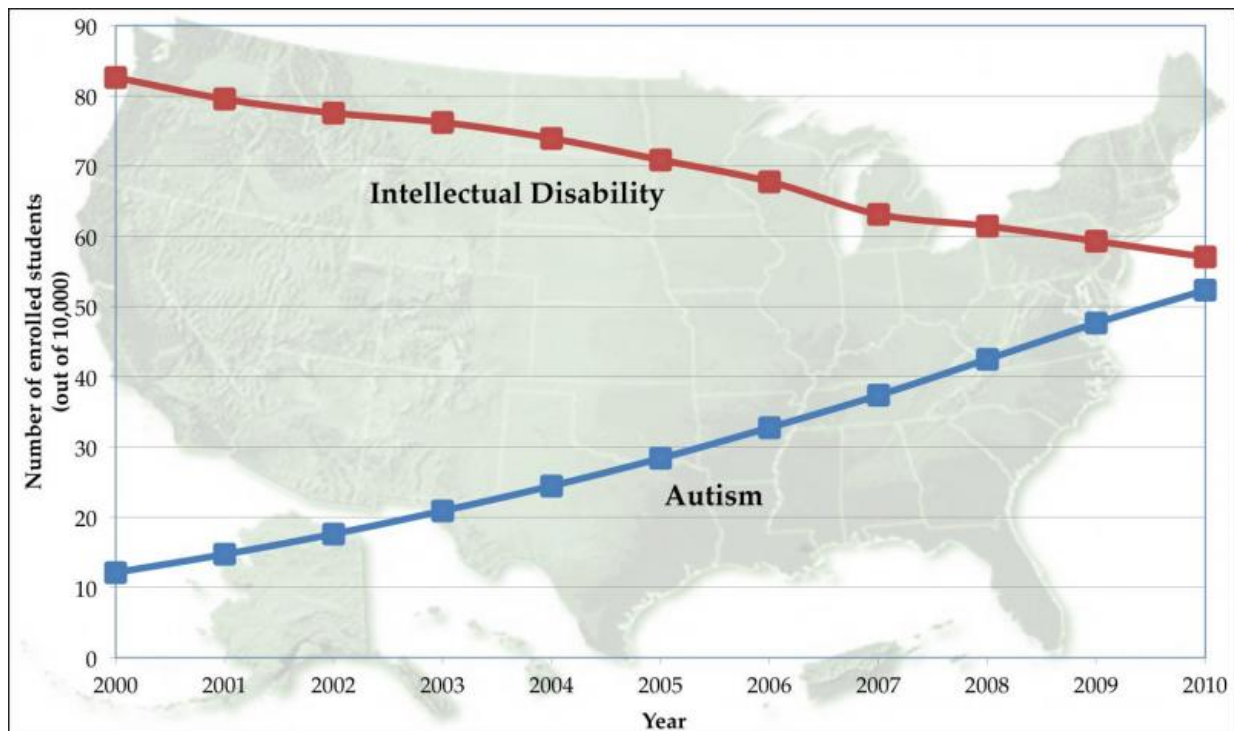 90
80
70
60
50
40
30
20
10
0
Number of enrolled students
(out of 10,000)
Intellectual Disability
Autism
2000 2001 2002 2003 2004 2005 2006 2007 2008 2009 2010
Year